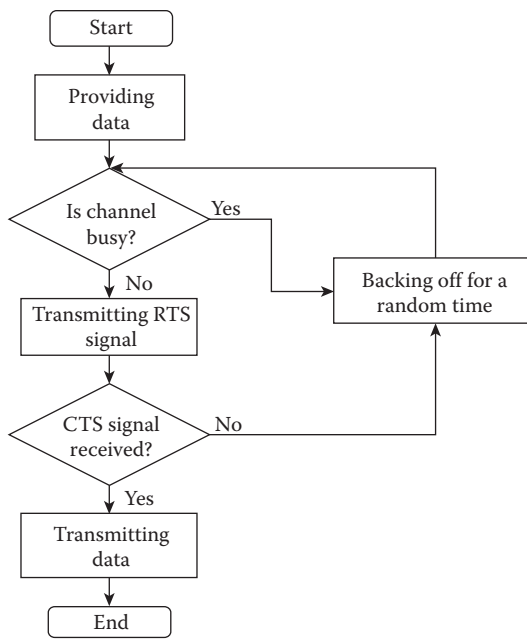 Start
Providing
data
Is channel
busy?
Yes
Backing off for a
random time
No
Transmitting RTS
signal
CTS signal
received?
No
Yes
Transmitting
data
End